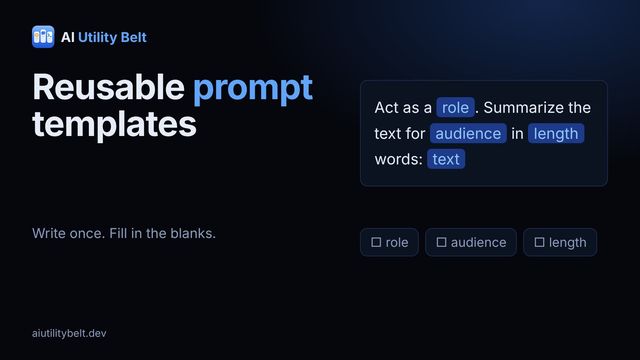 AI Utility Belt
Reusable prompt
templates
Act as a role. Summarize the
text for audience in length
words: text
Write once. Fill in the blanks.
role audience length
aiutilitybelt.dev